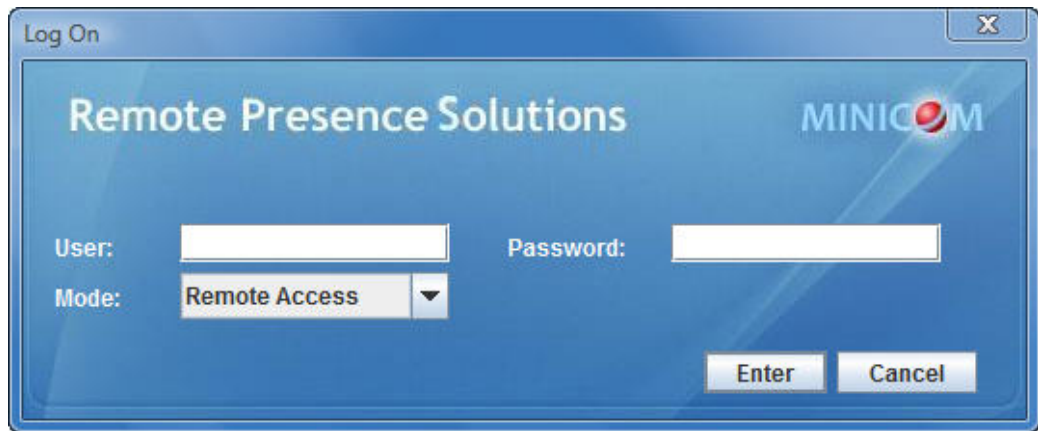 Log On
Remote Presence Solutions
MINICOM
User:
Password:
Mode:
Remote Access
Enter
Cancel